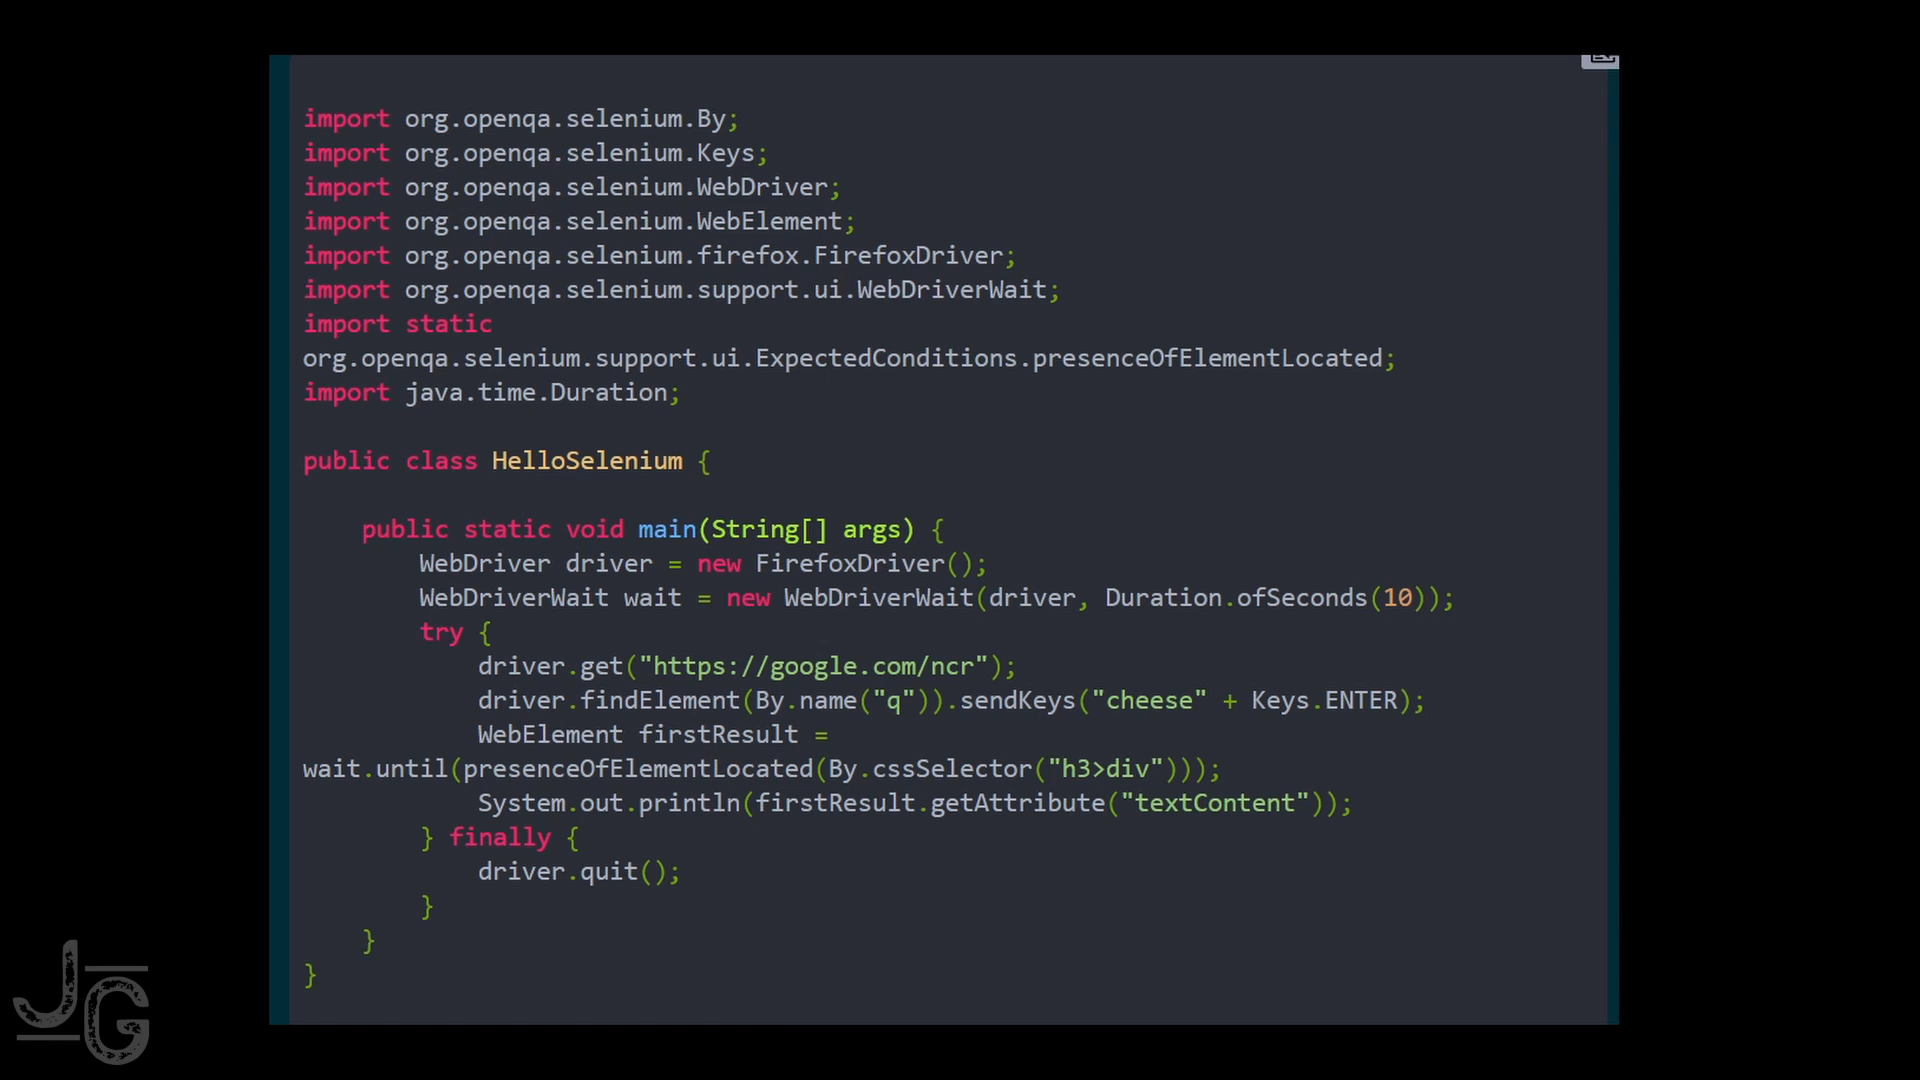 import org.openqa.selenium.By;
import org.openqa.selenium.Keys;
import org.openqa.selenium.WebDriver;
import org.openqa.selenium.WebElement;
import org.openqa.selenium.firefox.FirefoxDriver;
import org.openqa.selenium.support.ui.WebDriverWait;
import static
org.openqa.selenium.support.ui.ExpectedConditions.presenceOfElementLocated;
import java.time.Duration;

public class HelloSelenium {

    public static void main(String[] args) {
        WebDriver driver = new FirefoxDriver();
        WebDriverWait wait = new WebDriverWait(driver, Duration.ofSeconds(10));
        try {
            driver.get("https://google.com/ncr");
            driver.findElement(By.name("q")).sendKeys("cheese" + Keys.ENTER);
            WebElement firstResult =
wait.until(presenceOfElementLocated(By.cssSelector("h3>div")));
            System.out.println(firstResult.getAttribute("textContent"));
        } finally {
            driver.quit();
        }
    }
}
JG